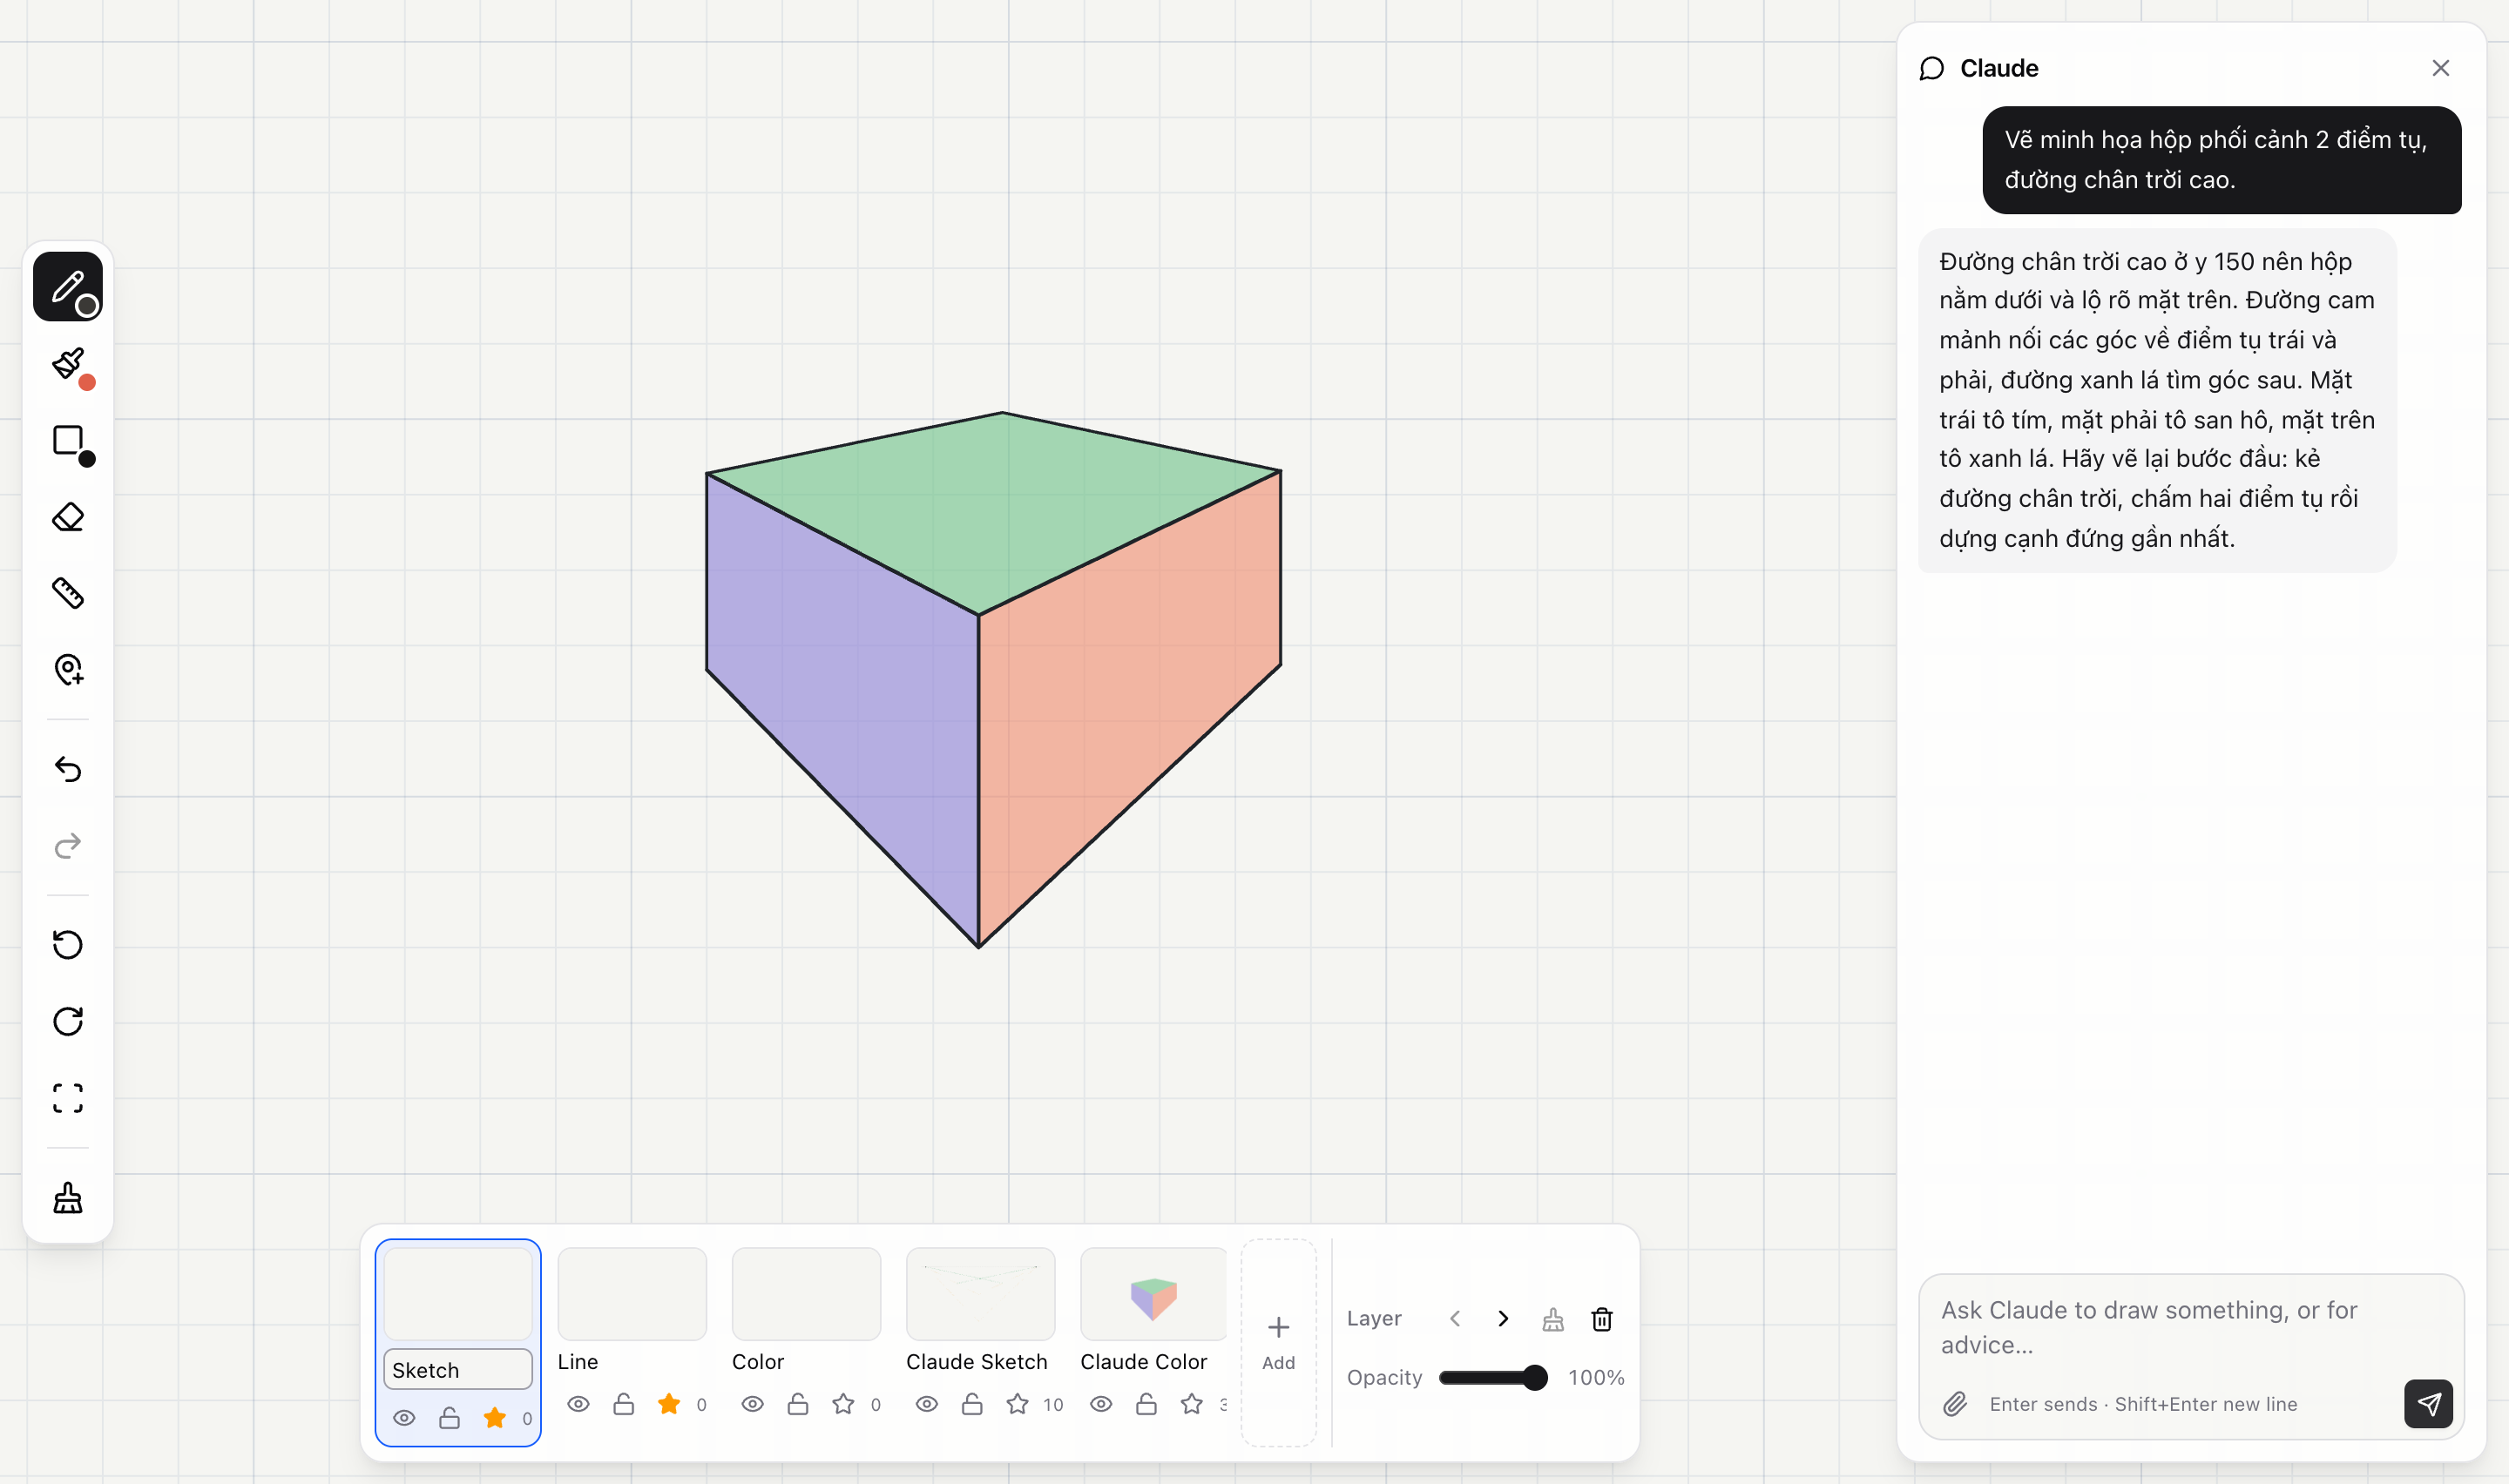 Claude
Vẽ minh họa hộp phối cảnh 2 điểm tụ,
đường chân trời cao.
Đường chân trời cao ở y 150 nên hộp
nằm dưới và lộ rõ mặt trên. Đường cam
mảnh nối các góc về điểm tụ trái và
phải, đường xanh lá tìm góc sau. Mặt
trái tô tím, mặt phải tô san hô, mặt trên
tô xanh lá. Hãy vẽ lại bước đầu: kẻ
đường chân trời, chấm hai điểm tụ rồi
dựng cạnh đứng gần nhất.
Sketch
0
Line
0
Color
0
Claude Sketch
10
Claude Color
Add
Layer
Opacity
100%
Ask Claude to draw something, or for
advice...
Enter sends · Shift+Enter new line